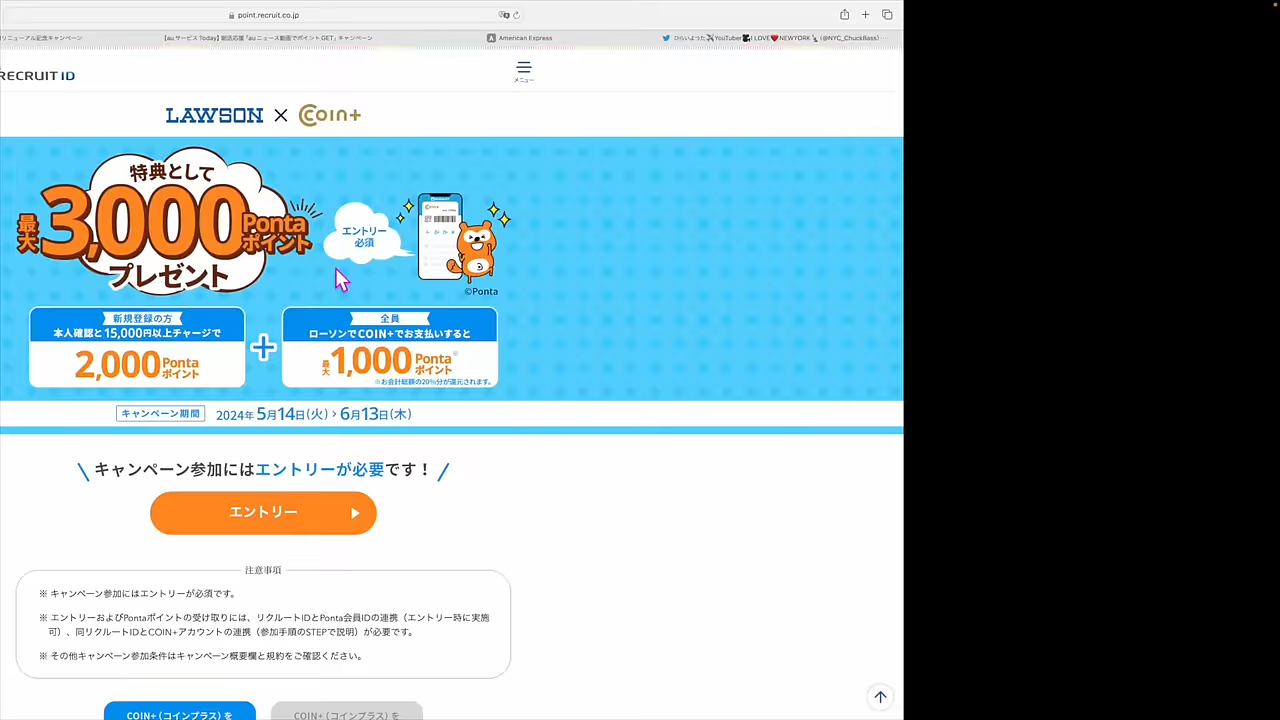 point.recruit.co.jp
リニューアル記念キャンペーン
【au サービス Today】総活応援「au ニュース動画でポイント GET」キャンペーン
A American Express
ひらいようた✈️YouTuber I LOVE❤️NEWYORK🗽 (@NYC_ChuckBass)…
RECRUIT ID
メニュー
LAWSON × COIN+
特典として
最大3,000Pontaポイント
プレゼント
エントリー
必須
©Ponta
新規登録の方
本人確認と15,000円以上チャージで
2,000Pontaポイント
全員
ローソンでCOIN+でお支払いすると
最大1,000Pontaポイント※
※お会計総額の20%分が還元されます。
キャンペーン期間 2024年5月14日(火)>6月13日(木)
キャンペーン参加にはエントリーが必要です！
エントリー
注意事項
※ キャンペーン参加にはエントリーが必須です。
※ エントリーおよびPontaポイントの受け取りには、リクルートIDとPonta会員IDの連携（エントリー時に実施
可）、同リクルートIDとCOIN+アカウントの連携（参加手順のSTEPで説明）が必要です。
※ その他キャンペーン参加条件はキャンペーン概要欄と規約をご確認ください。
COIN+（コインプラス）を
COIN+（コインプラス）を